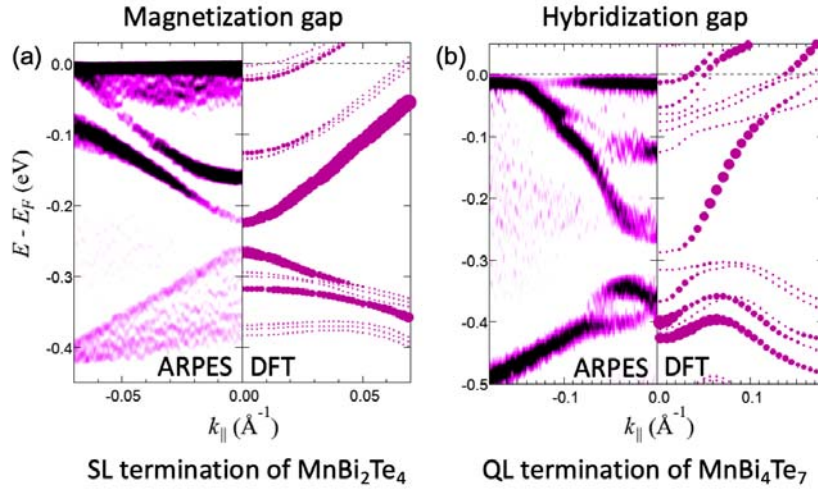 Magnetization gap
Hybridization gap
(a)
(b)
0.0
-0.1
-0.2
-0.3
-0.4
E - E_F (eV)
ARPES
DFT
-0.05
0.00
0.05
k_|| (Å⁻¹)
0.0
-0.1
-0.2
-0.3
-0.4
-0.5
ARPES
DFT
-0.1
0.0
0.1
k_|| (Å⁻¹)
SL termination of MnBi₂Te₄
QL termination of MnBi₄Te₇